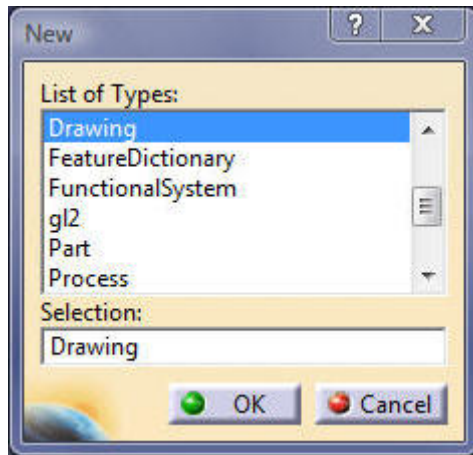 New
?
X
List of Types:
Drawing
FeatureDictionary
FunctionalSystem
gl2
Part
Process
Selection:
Drawing
OK
Cancel